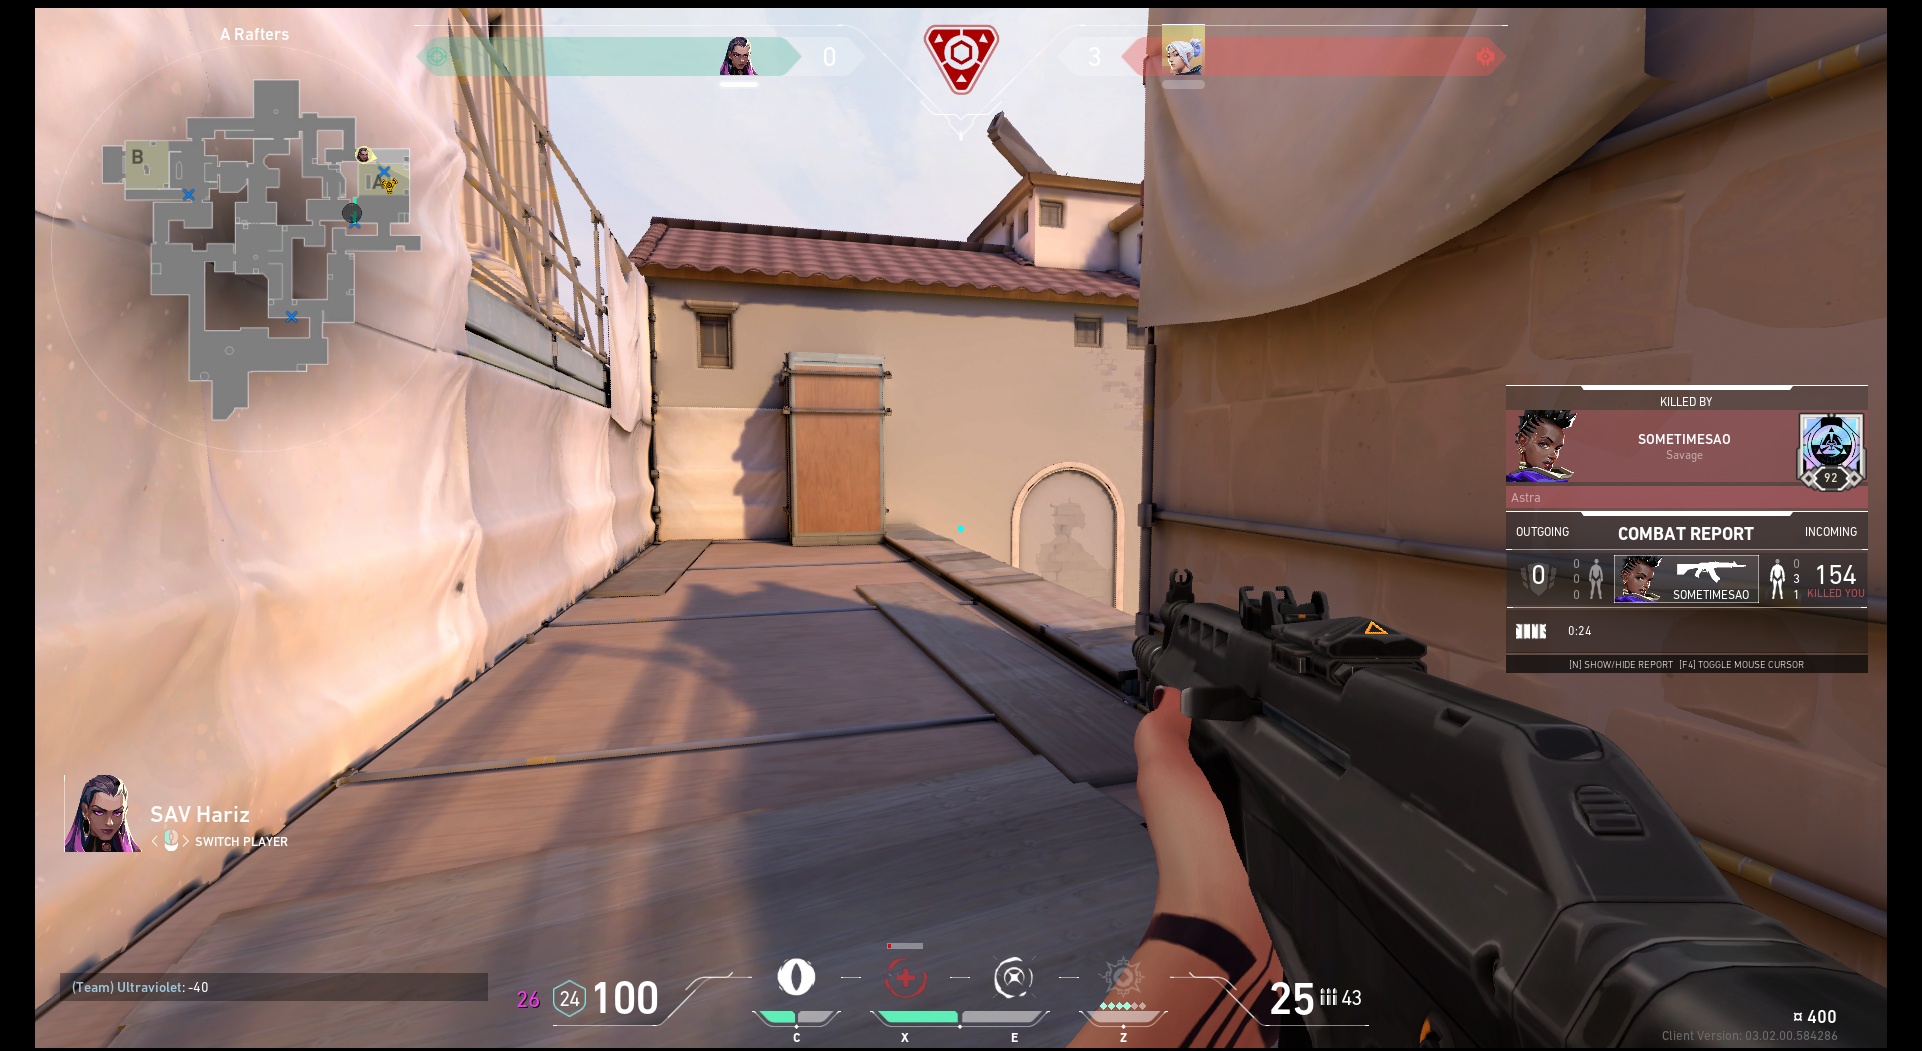 A Rafters
0
3
B
A
KILLED BY
SOMETIMESAO
Savage
92
Astra
OUTGOING
COMBAT REPORT
INCOMING
0
0
0
0
SOMETIMESAO
0
3
1
154
KILLED YOU
0:24
[N] SHOW/HIDE REPORT [F4] TOGGLE MOUSE CURSOR
SAV Hariz
< > SWITCH PLAYER
(Team) Ultraviolet: -40
26
24
100
25
43
C
X
E
Z
¤ 400
Client Version: 03.02.00.584286